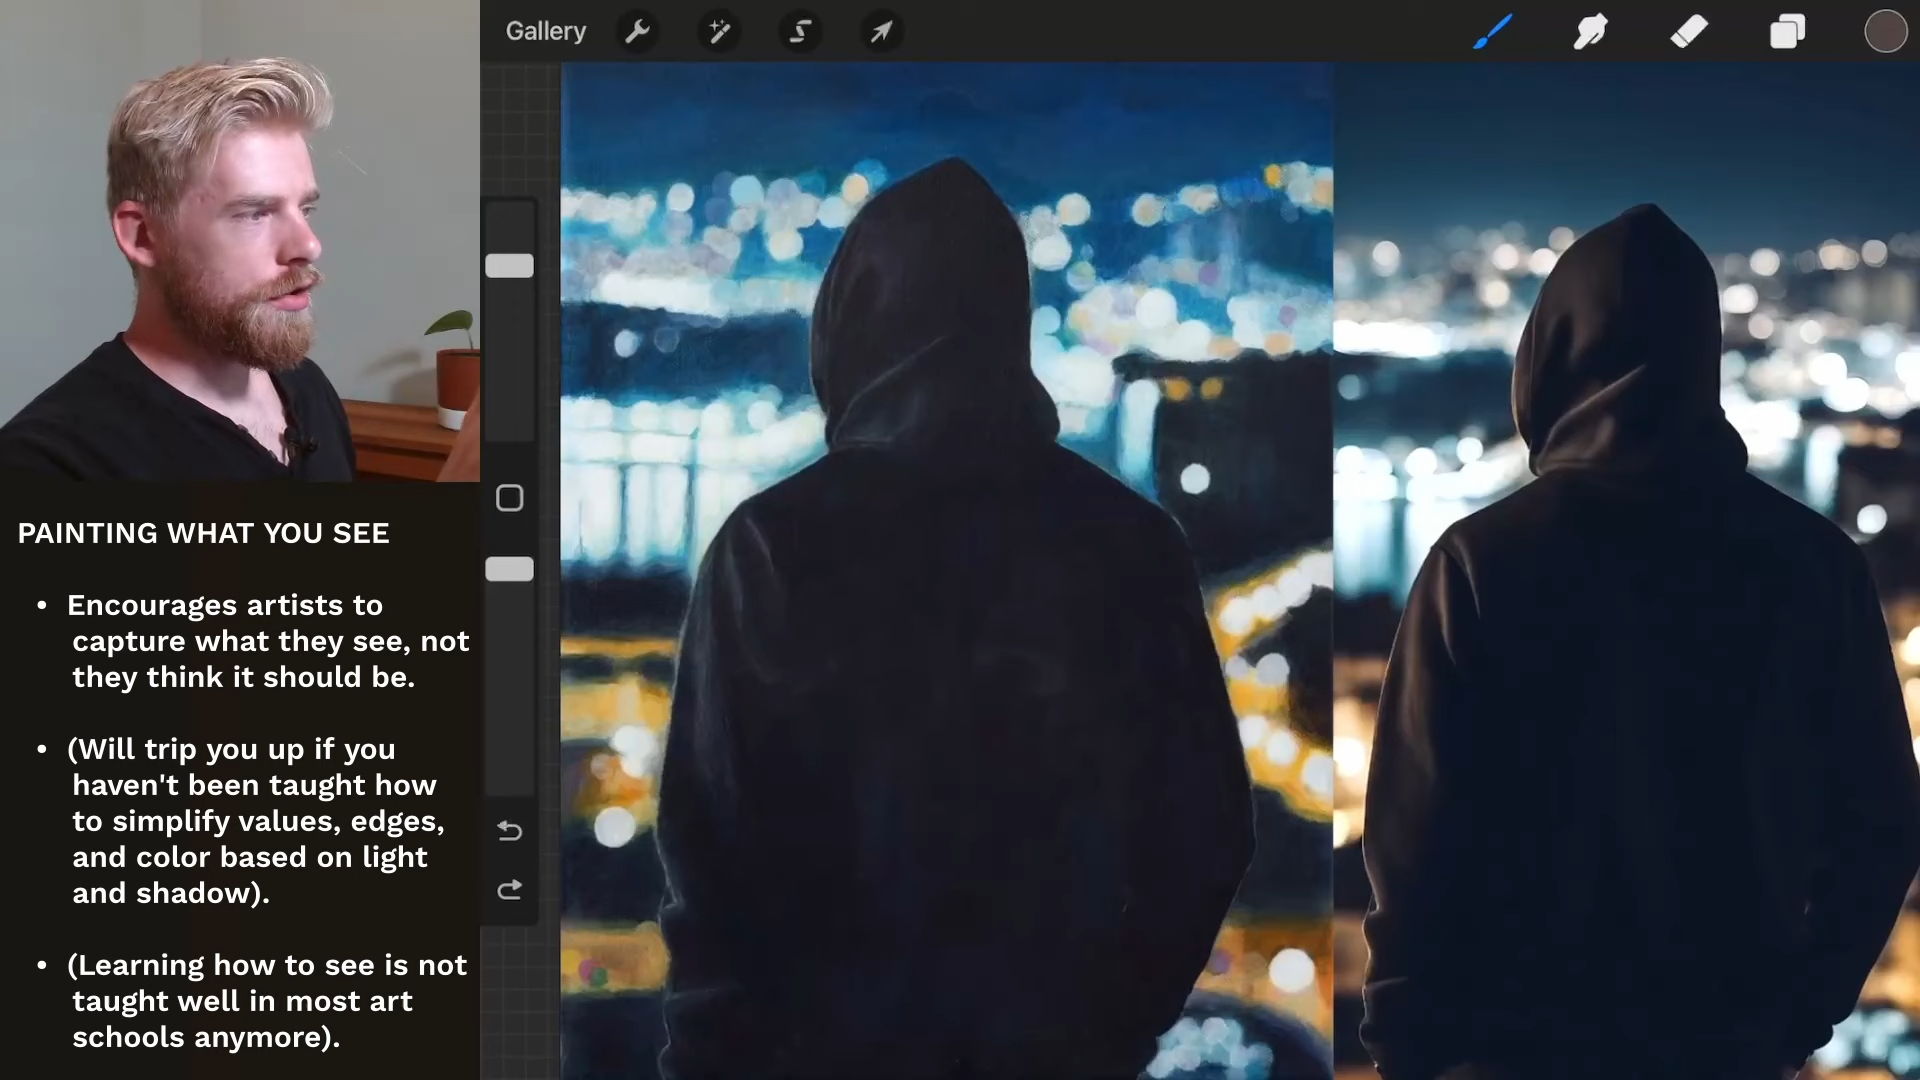 Gallery
PAINTING WHAT YOU SEE
• Encourages artists to
capture what they see, not
they think it should be.
• (Will trip you up if you
haven't been taught how
to simplify values, edges,
and color based on light
and shadow).
• (Learning how to see is not
taught well in most art
schools anymore).